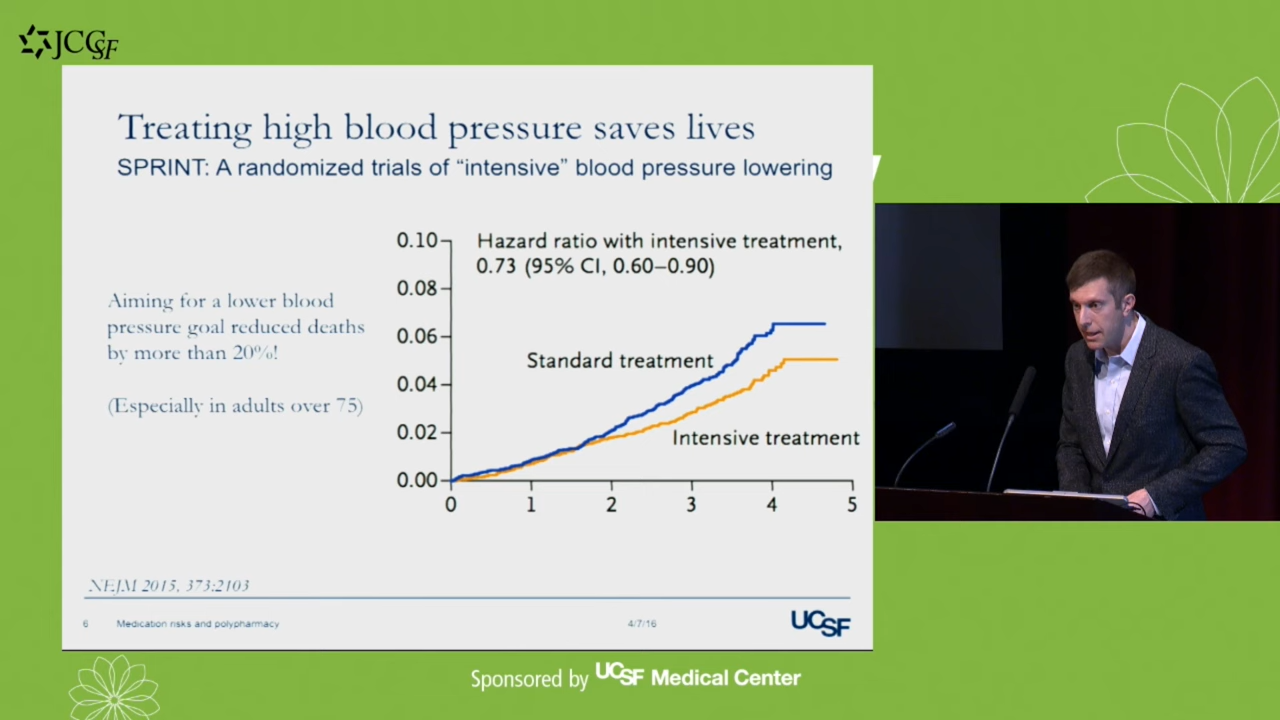 JCCSF
Treating high blood pressure saves lives
SPRINT: A randomized trials of “intensive” blood pressure lowering
Aiming for a lower blood
pressure goal reduced deaths
by more than 20%!
(Especially in adults over 75)
Hazard ratio with intensive treatment,
0.73 (95% CI, 0.60–0.90)
0.10
0.08
0.06
0.04
0.02
0.00
Standard treatment
Intensive treatment
0 1 2 3 4 5
NEJM 2015, 373:2103
6 Medication risks and polypharmacy 4/7/16 UCSF
Sponsored by UCSF Medical Center